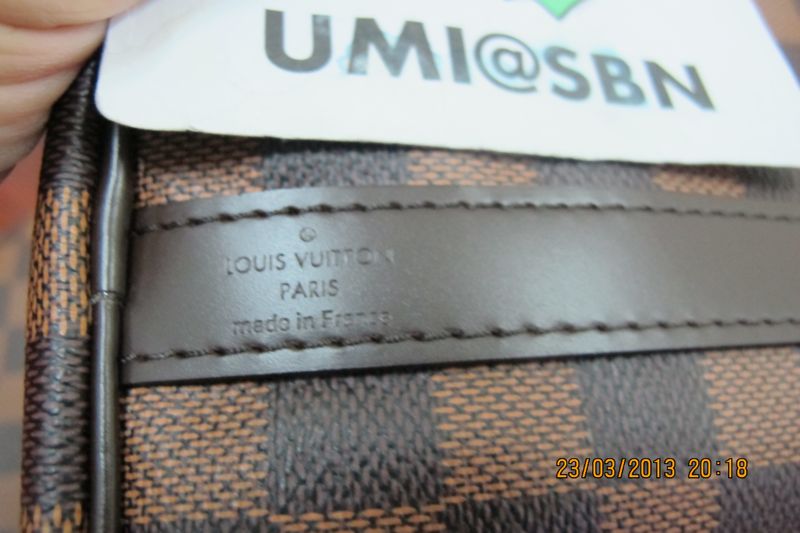 UMI@SBN
LOUIS VUITTON
PARIS
made in France
23/03/2013 20:18